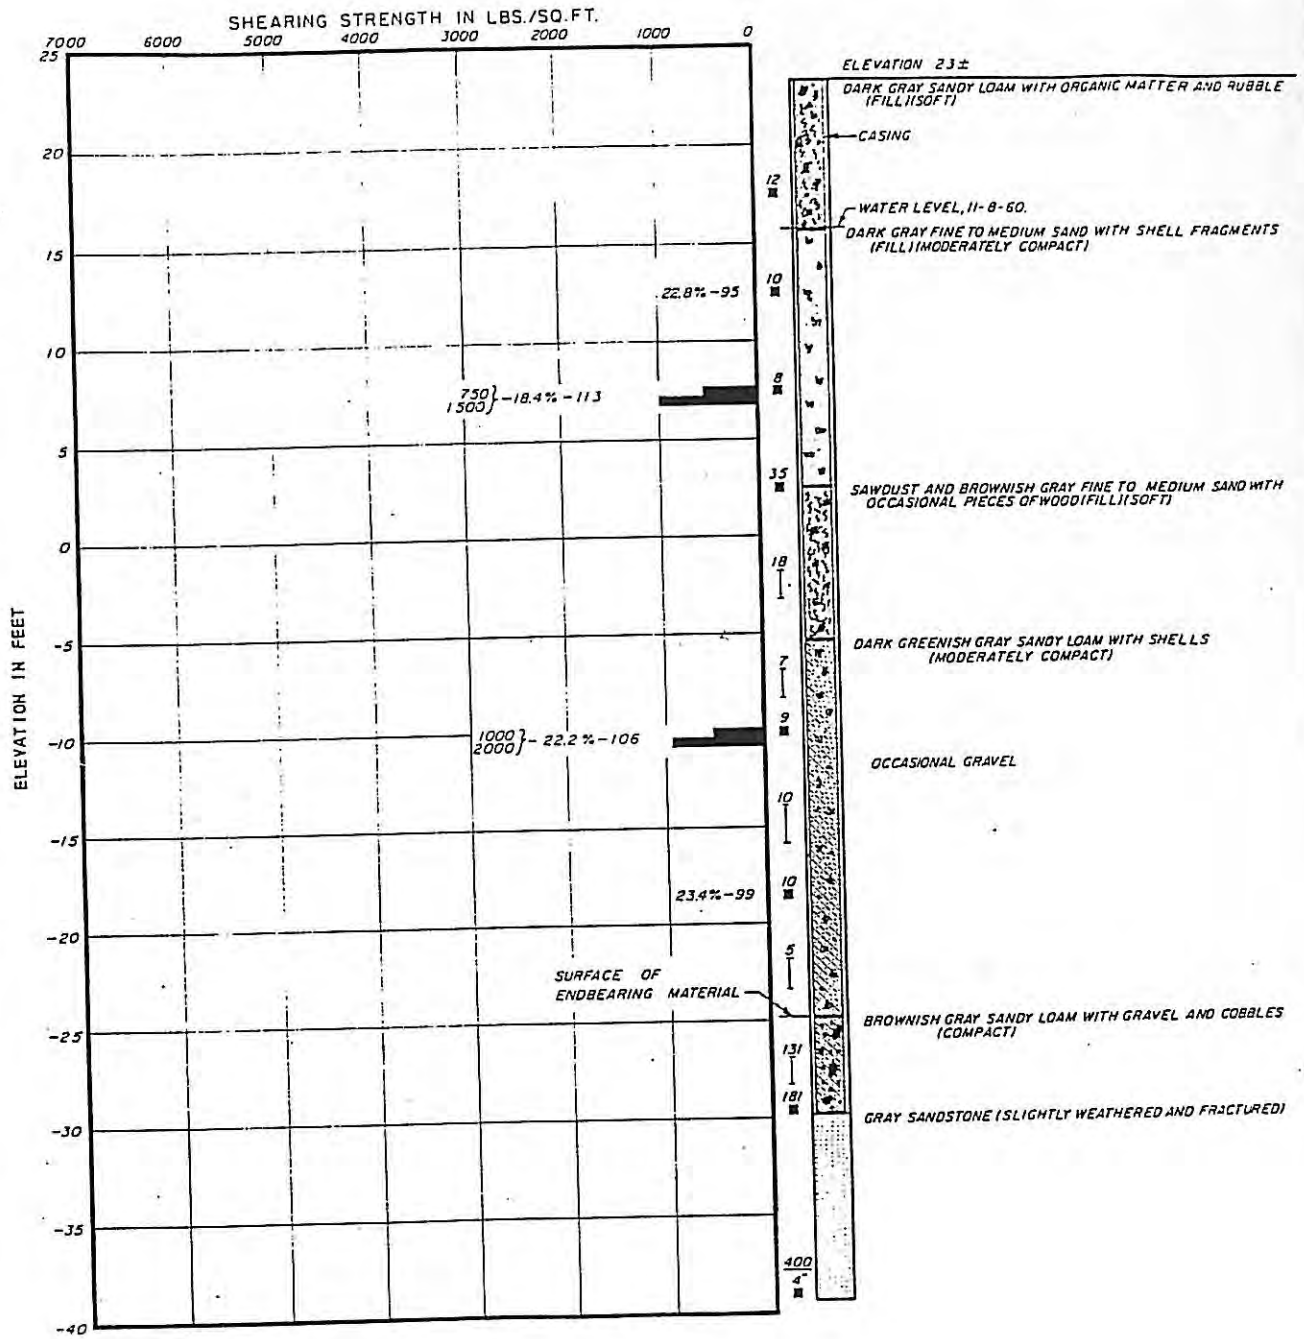 SHEARING STRENGTH IN LBS./SQ.FT.
7000 6000 5000 4000 3000 2000 1000 0
25
ELEVATION 23±
DARK GRAY SANDY LOAM WITH ORGANIC MATTER AND RUBBLE
(FILL)(SOFT)
CASING
20
12
WATER LEVEL, 11-8-60.
DARK GRAY FINE TO MEDIUM SAND WITH SHELL FRAGMENTS
(FILL)(MODERATELY COMPACT)
15
22.8%-95
10
10
8
750
1500}-18.4%-113
5
35
SAWDUST AND BROWNISH GRAY FINE TO MEDIUM SAND WITH
OCCASIONAL PIECES OF WOOD(FILL)(SOFT)
0
18
ELEVATION IN FEET
-5
DARK GREENISH GRAY SANDY LOAM WITH SHELLS
(MODERATELY COMPACT)
7
9
-10
1000
2000}-22.2%-106
OCCASIONAL GRAVEL
10
-15
23.4%-99
10
-20
5
SURFACE OF
ENDBEARING MATERIAL
BROWNISH GRAY SANDY LOAM WITH GRAVEL AND COBBLES
(COMPACT)
-25
131
181
GRAY SANDSTONE (SLIGHTLY WEATHERED AND FRACTURED)
-30
-35
400
4"
-40